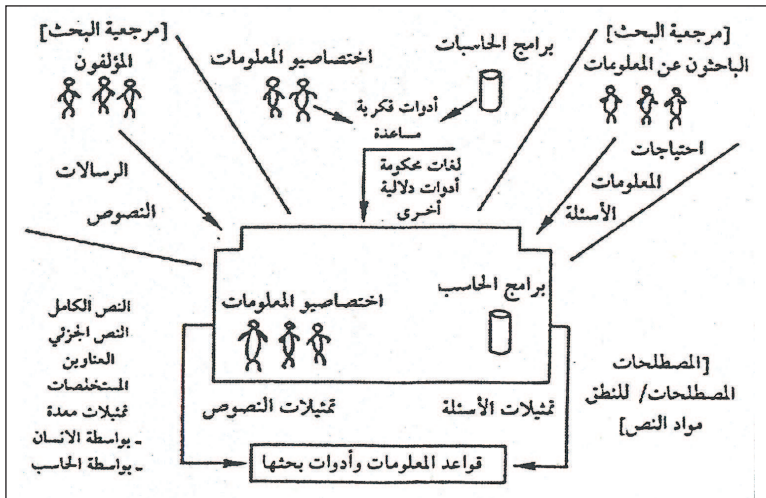 [مرجعية البحث]
المؤلفون
الرسالات
النصوص
اختصاصيو المعلومات
برامج الحاسبات
أدوات فكرية
مساعدة
لغات محكومة
أدوات دلالية
أخرى
[مرجعية البحث]
الباحثون عن المعلومات
احتياجات
المعلومات
الأسئلة
اختصاصيو المعلومات
برامج الحاسب
النص الكامل
النص الجزئي
العناوين
المستخلصات
تمثيلات معدة
ـ بواسطة الانسان
ـ بواسطة الحاسب
تمثيلات النصوص
تمثيلات الأسئلة
[المصطلحات
المصطلحات/ للنطق
مواد النص]
قواعد المعلومات وأدوات بحثها